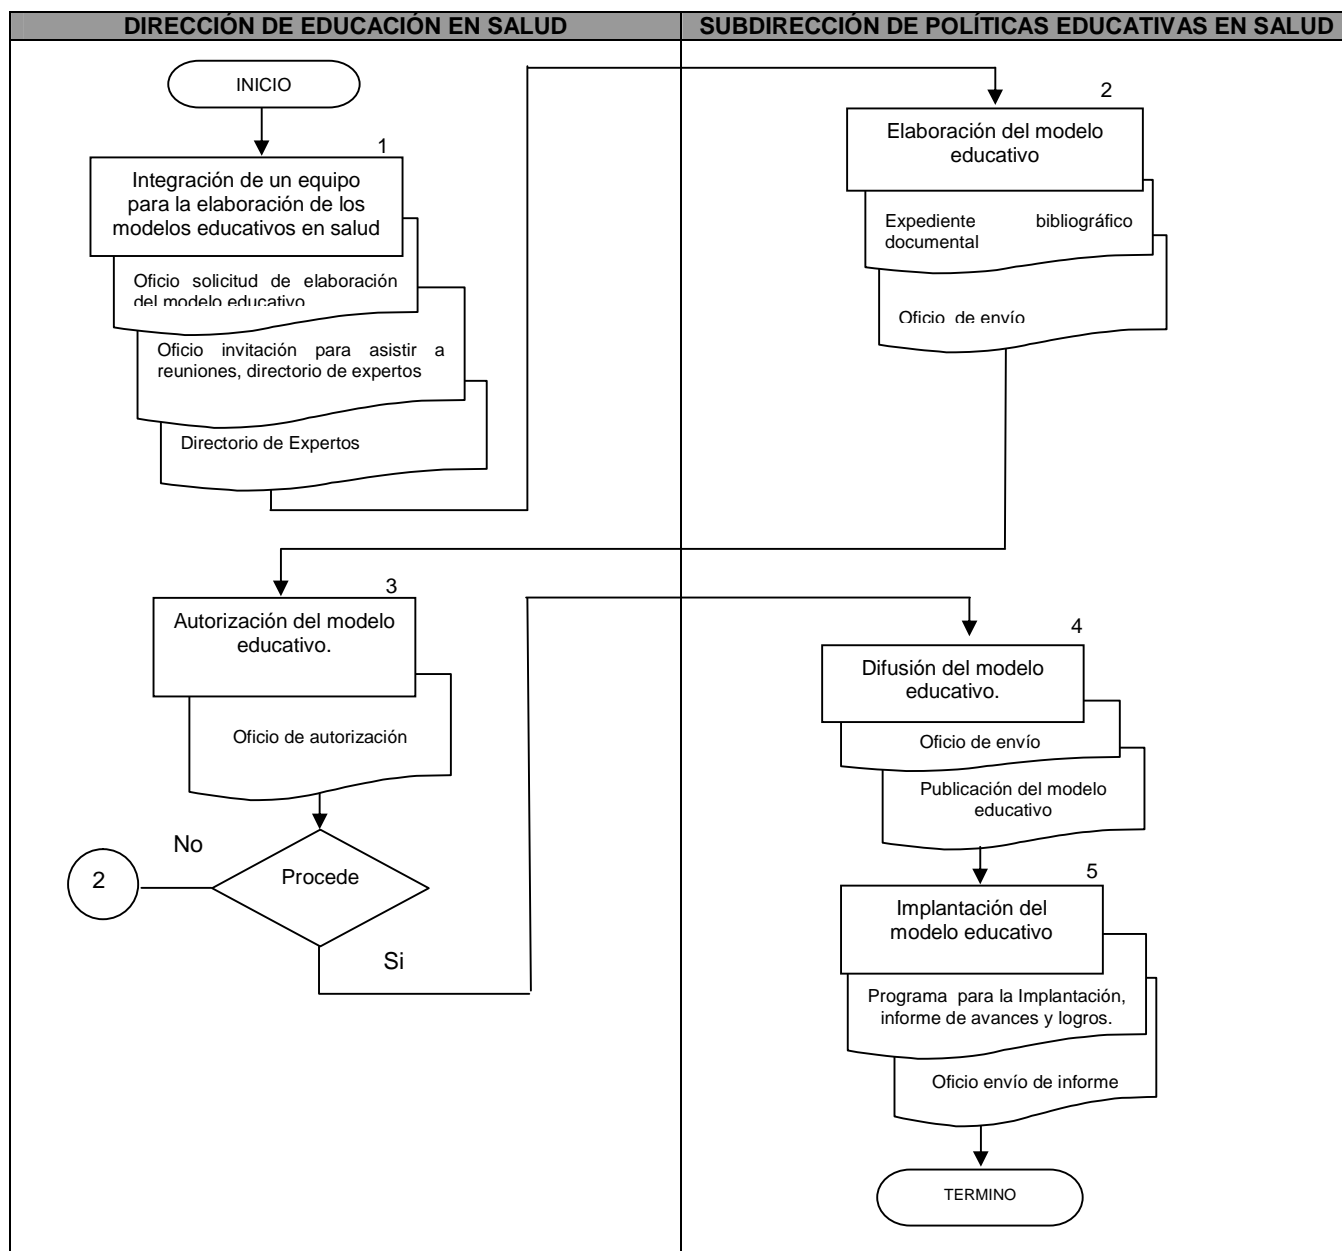 DIRECCIÓN DE EDUCACIÓN EN SALUD
SUBDIRECCIÓN DE POLÍTICAS EDUCATIVAS EN SALUD
INICIO
1
Integración de un equipo
para la elaboración de los
modelos educativos en salud
Oficio solicitud de elaboración
del modelo educativo
Oficio invitación para asistir a
reuniones, directorio de expertos
Directorio de Expertos
2
Elaboración del modelo
educativo
Expediente bibliográfico
documental
Oficio de envío
3
Autorización del modelo
educativo.
Oficio de autorización
No
2
Procede
Si
4
Difusión del modelo
educativo.
Oficio de envío
Publicación del modelo
educativo
5
Implantación del
modelo educativo
Programa para la Implantación,
informe de avances y logros.
Oficio envío de informe
TERMINO